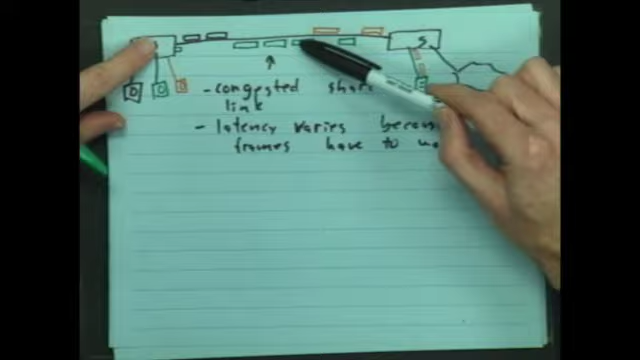 S
D D D
- congested
link
- latency varies
frames have to